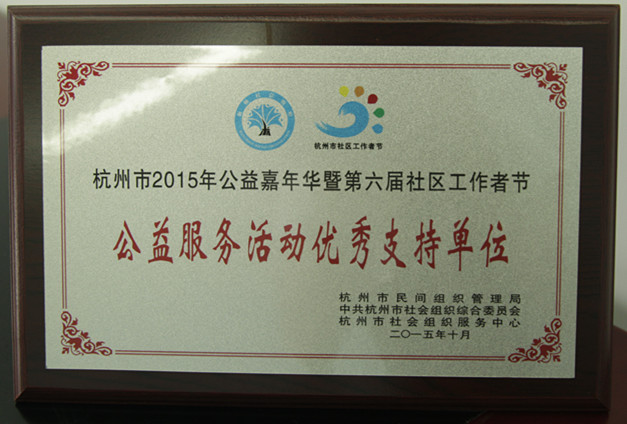 杭州市社区工作者节
杭州市2015年公益嘉年华暨第六届社区工作者节
公益服务活动优秀支持单位
杭州市民间组织管理局
中共杭州市社会组织综合委员会
杭州市社会组织服务中心
二〇一五年十月